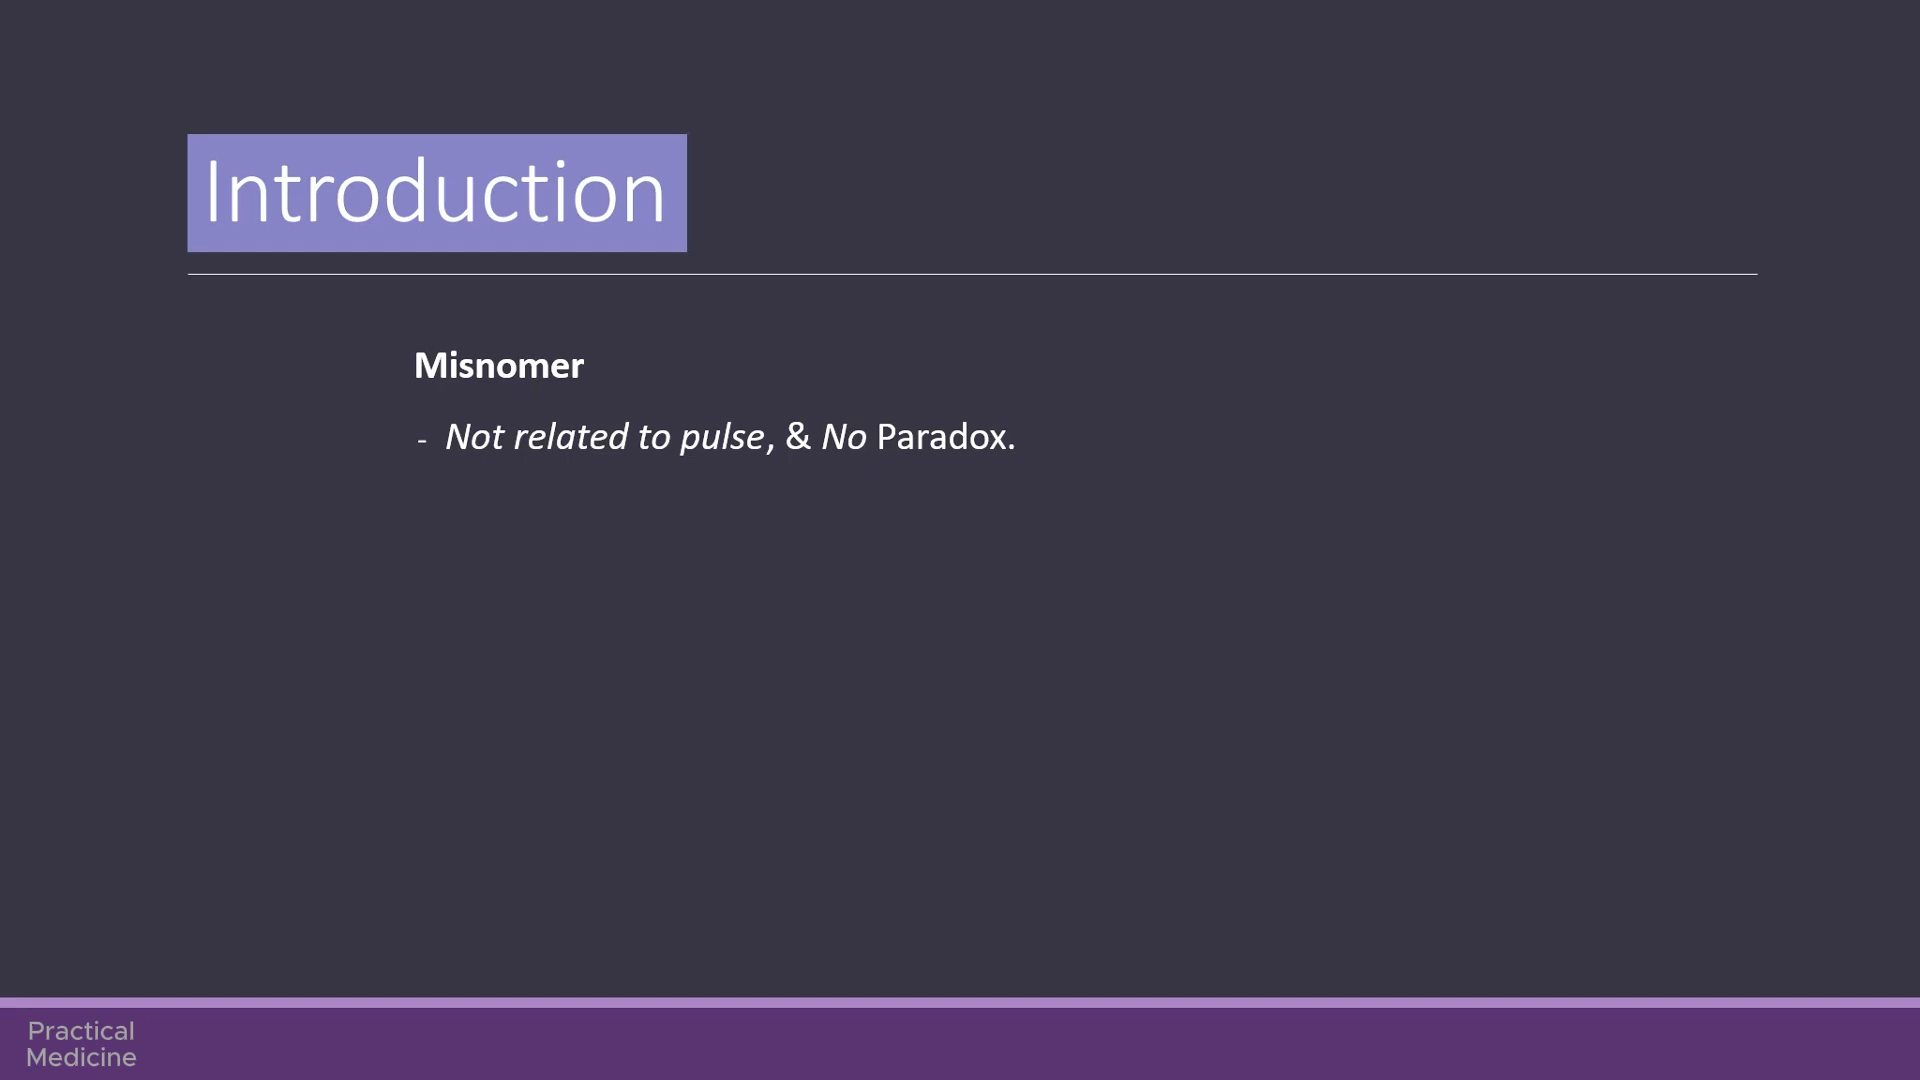 Introduction
Misnomer
- Not related to pulse, & No Paradox.
Practical
Medicine